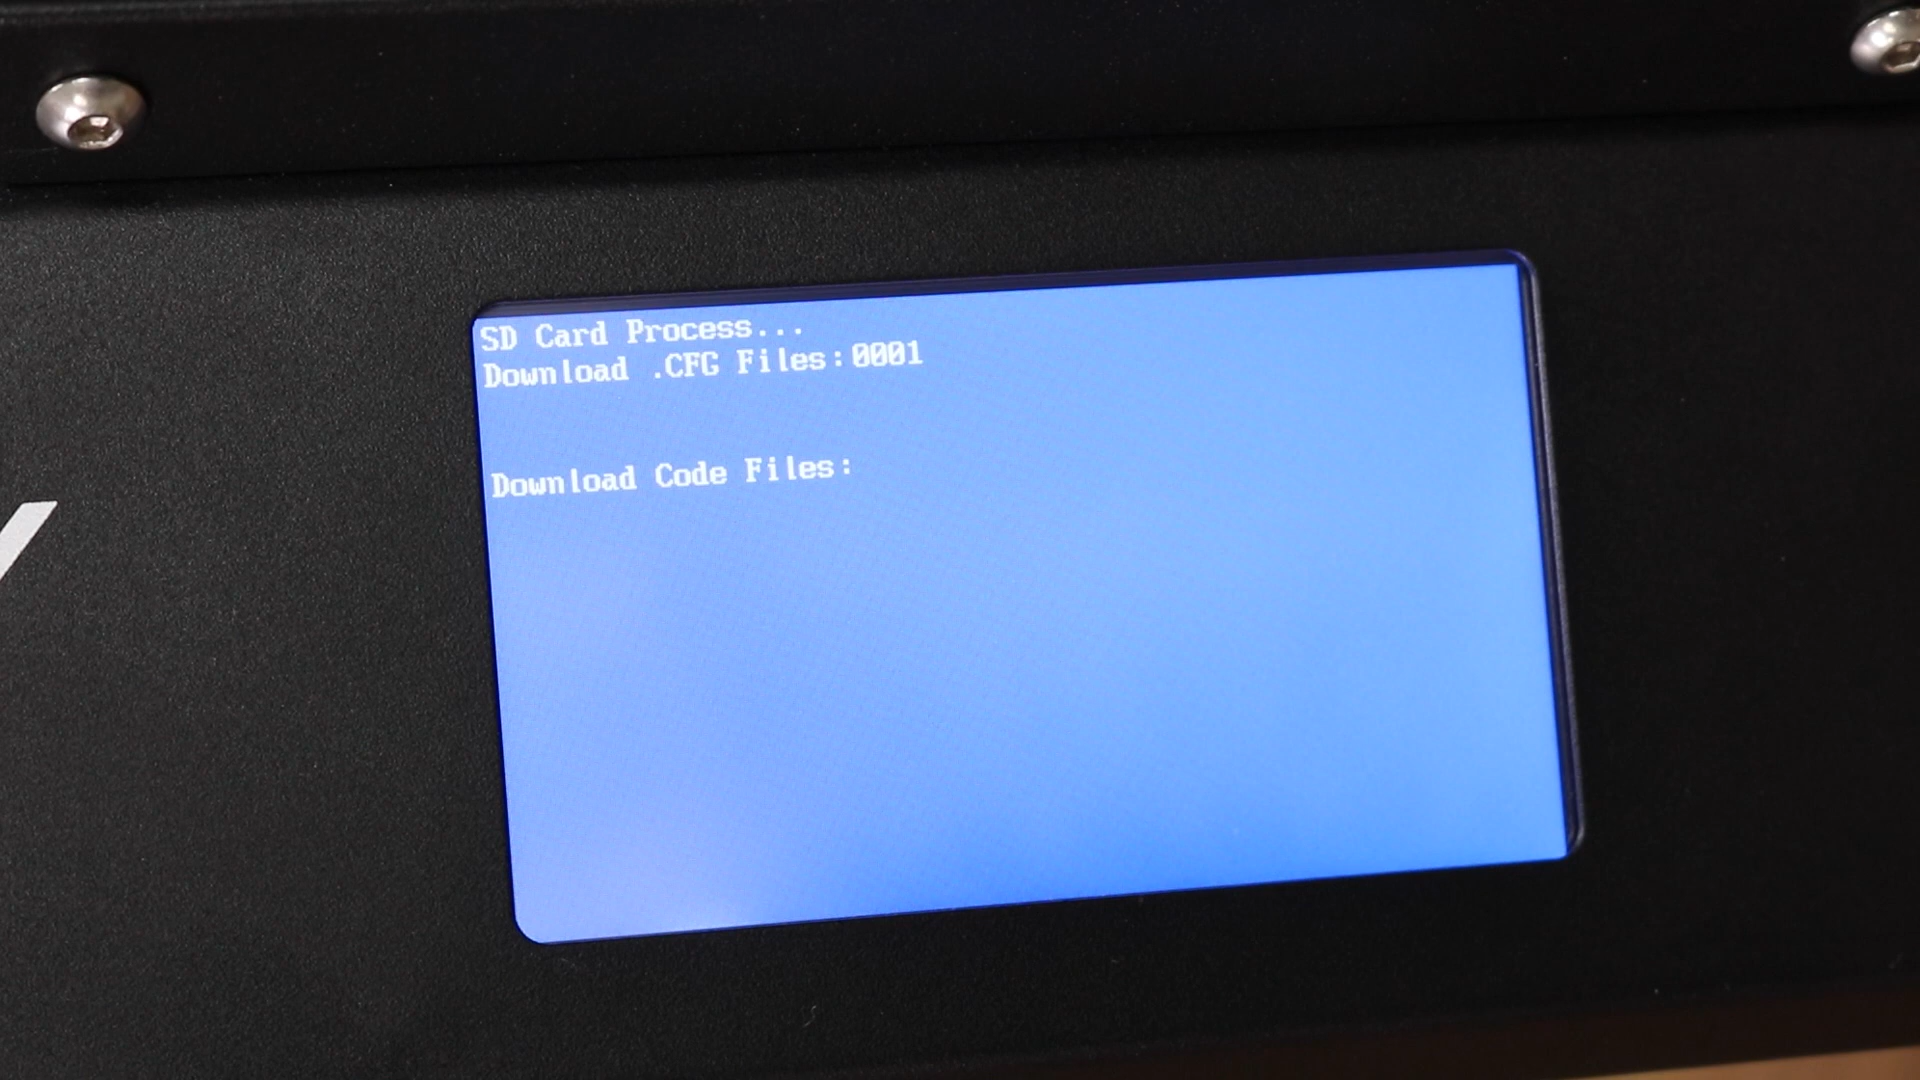 SD Card Process...
Download .CFG Files:0001
Download Code Files: